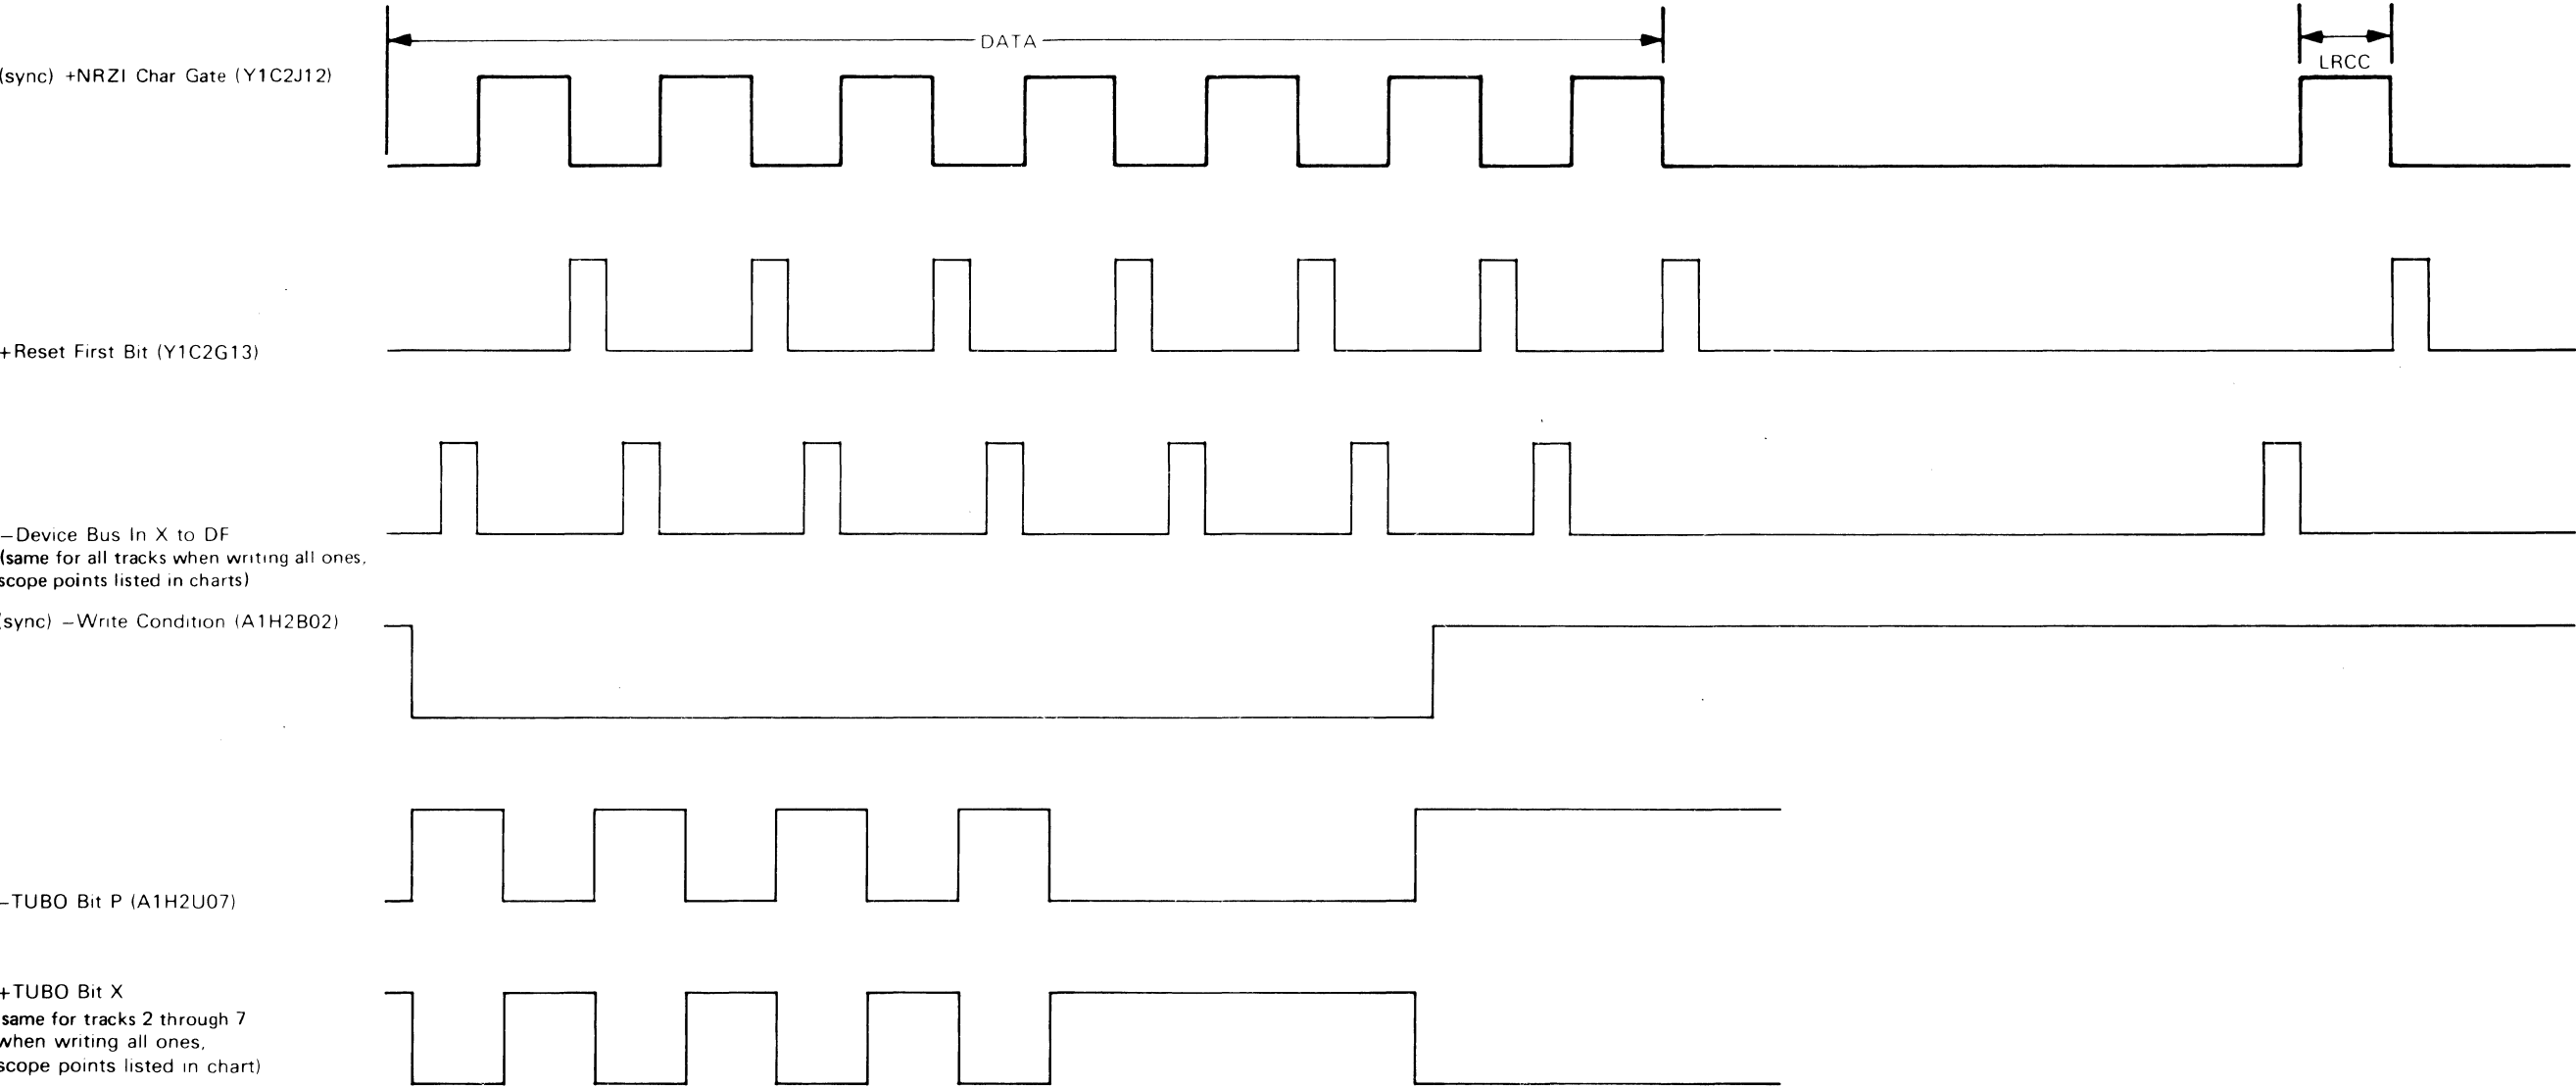 DATA
LRCC
(sync) +NRZI Char Gate (Y1C2J12)
+Reset First Bit (Y1C2G13)
−Device Bus In X to DF
(same for all tracks when writing all ones,
scope points listed in charts)
(sync) −Write Condition (A1H2B02)
−TUBO Bit P (A1H2U07)
+TUBO Bit X
same for tracks 2 through 7
when writing all ones,
scope points listed in chart)